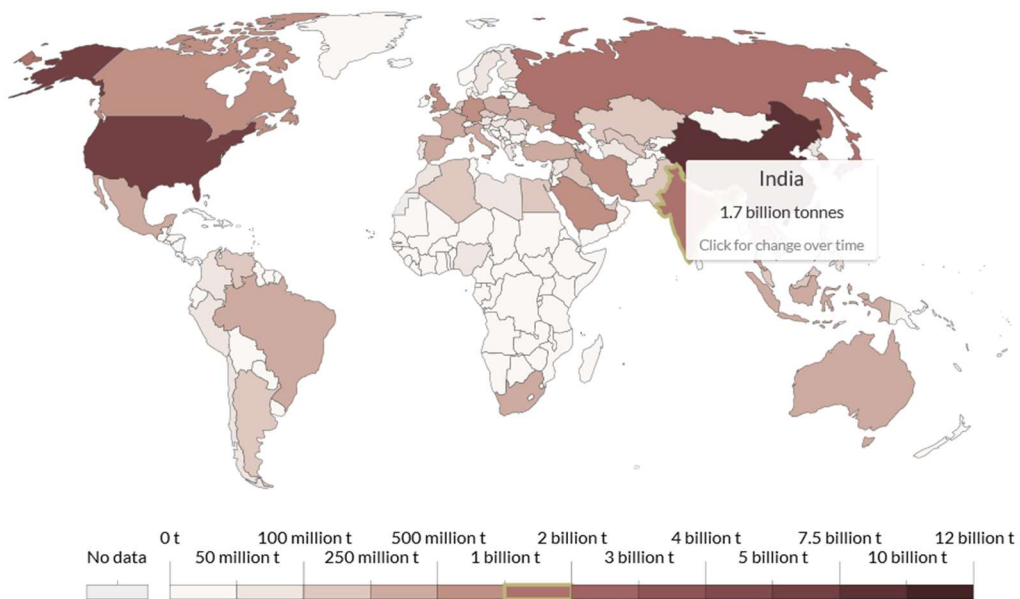 India
1.7 billion tonnes
Click for change over time
0 t 100 million t 500 million t 2 billion t 4 billion t 7.5 billion t 12 billion t
No data 50 million t 250 million t 1 billion t 3 billion t 5 billion t 10 billion t